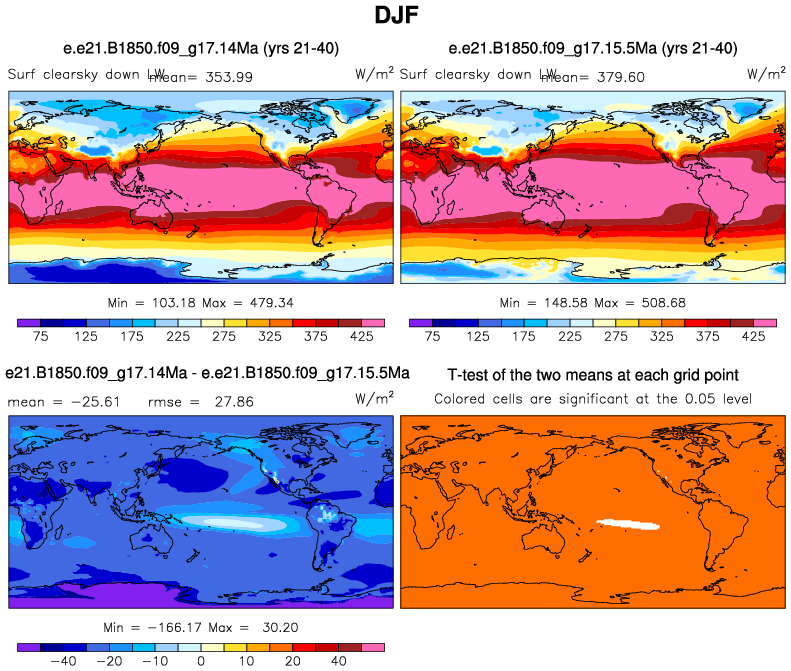 DJF
e.e21.B1850.f09_g17.14Ma (yrs 21-40)
Surf clearsky down LW mean= 353.99 W/m²
Min = 103.18 Max = 479.34
75 125 175 225 275 325 375 425
e.e21.B1850.f09_g17.15.5Ma (yrs 21-40)
Surf clearsky down LW mean= 379.60 W/m²
Min = 148.58 Max = 508.68
75 125 175 225 275 325 375 425
e21.B1850.f09_g17.14Ma - e.e21.B1850.f09_g17.15.5Ma
mean = -25.61 rmse = 27.86 W/m²
Min = -166.17 Max = 30.20
-40 -20 -10 0 10 20 40
T-test of the two means at each grid point
Colored cells are significant at the 0.05 level